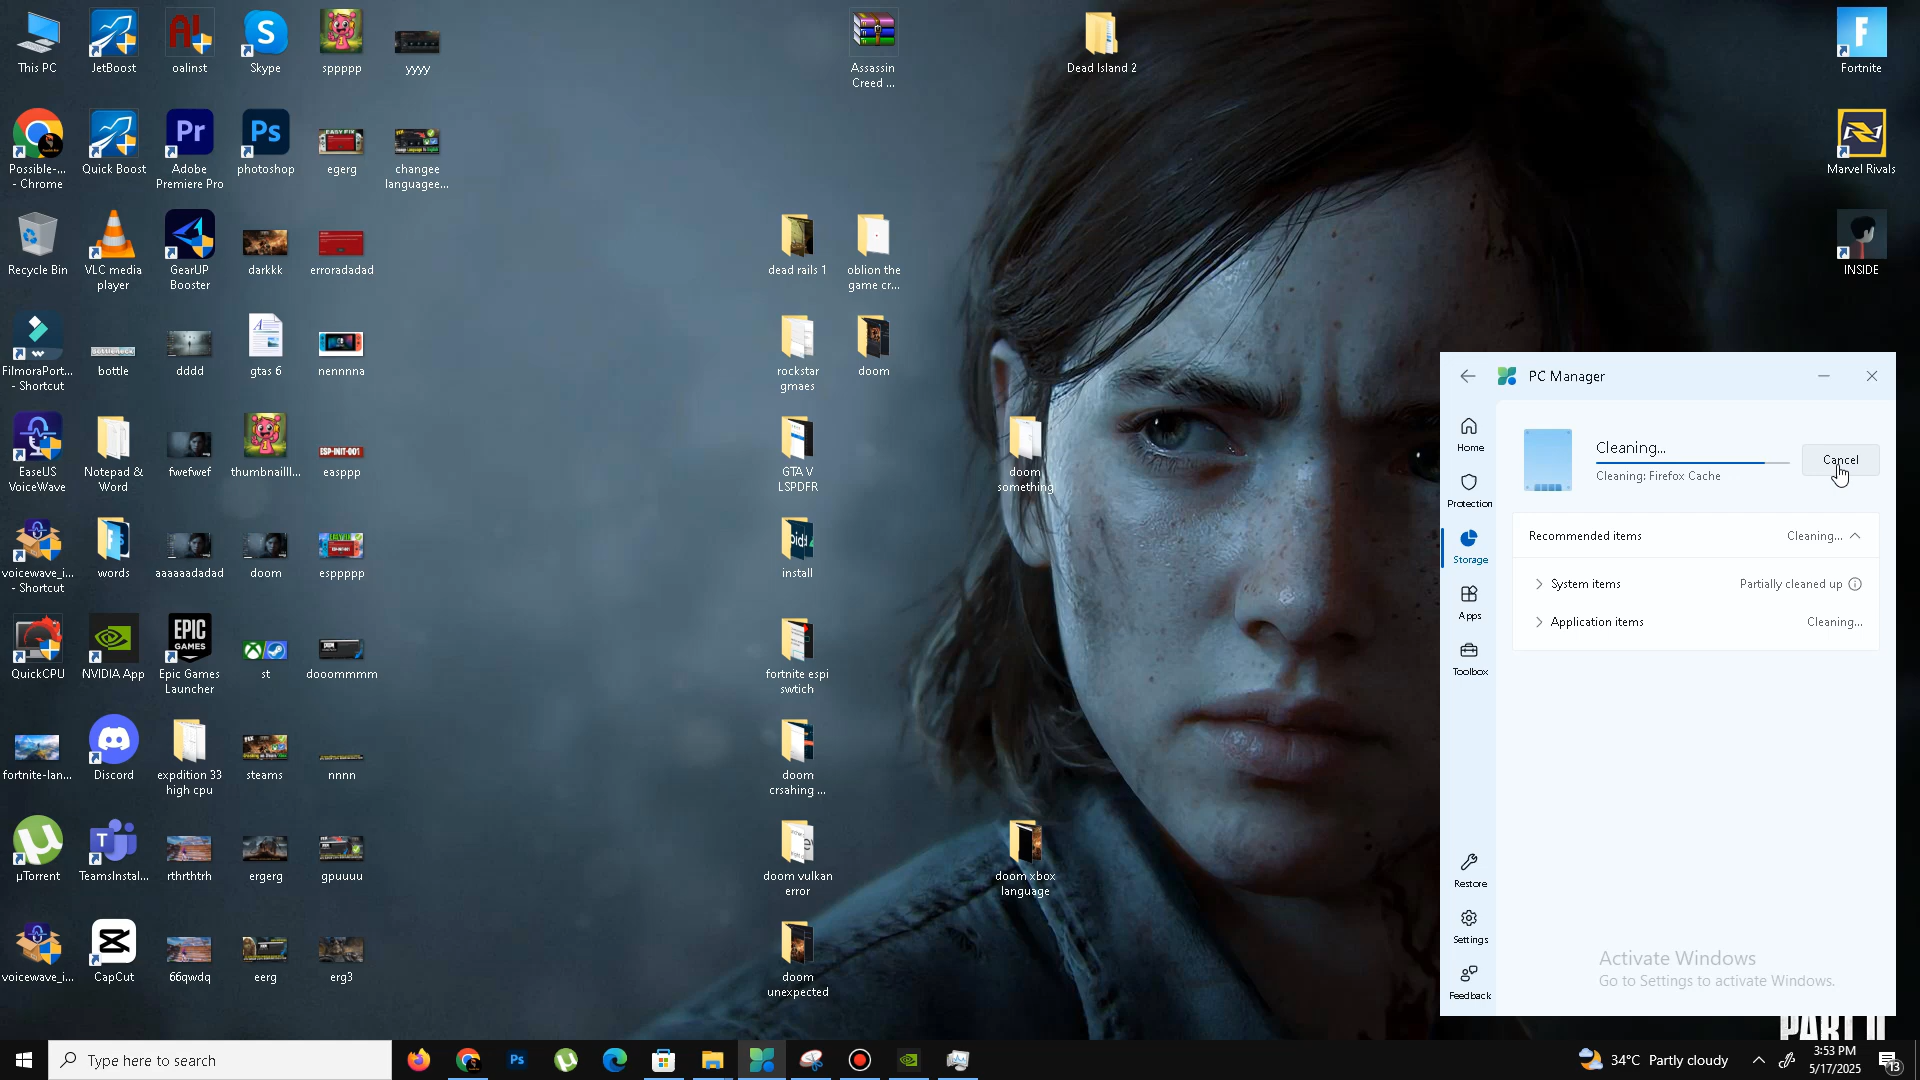 This PC
JetBoost
oalinst
Skype
sppppp
yyyy
Assassin
Creed ...
Dead Island 2
Fortnite
Possible-...
- Chrome
Quick Boost
Adobe
Premiere Pro
photoshop
egerg
changee
languagee...
Marvel Rivals
Recycle Bin
VLC media
player
GearUP
Booster
darkkk
erroradadad
dead rails 1
oblion the
game cr...
INSIDE
FilmoraPort...
- Shortcut
bottle
dddd
gtas 6
nennnna
rockstar
gmaes
doom
EaseUS
VoiceWave
Notepad &
Word
fwefwef
thumbnailll...
ESP-INIT-001
easppp
GTA V
LSPDFR
doom
something
voicewave_i...
- Shortcut
words
aaaaaadadad
doom
esppppp
install
QuickCPU
NVIDIA App
EPIC
GAMES
Epic Games
Launcher
st
dooommmm
fortnite espi
swtich
fortnite-lan...
Discord
expdition 33
high cpu
steams
nnnn
doom
crsahing ...
µTorrent
TeamsInstal...
rthrthtrh
ergerg
gpuuuu
doom vulkan
error
doom xbox
language
voicewave_i...
CapCut
66qwdq
eerg
erg3
doom
unexpected
PC Manager
Home
Protection
Storage
Apps
Toolbox
Restore
Settings
Feedback
Cleaning...
Cleaning: Firefox Cache
Cancel
Recommended items
Cleaning...
System items
Partially cleaned up
Application items
Cleaning...
Activate Windows
Go to Settings to activate Windows.
PART II
Type here to search
Ps
34°C Partly cloudy
3:53 PM
5/17/2025
13